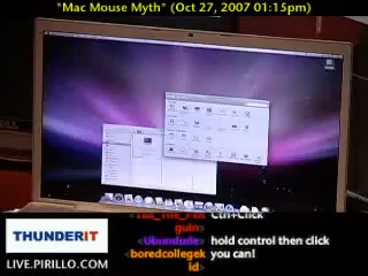 *Mac Mouse Myth* (Oct 27, 2007 01:15pm)
Ctrl+Click
guin>
<Ubundude> hold control then click
<boredcollegek you can!
id>
THUNDERIT
LIVE.PIRILLO.COM